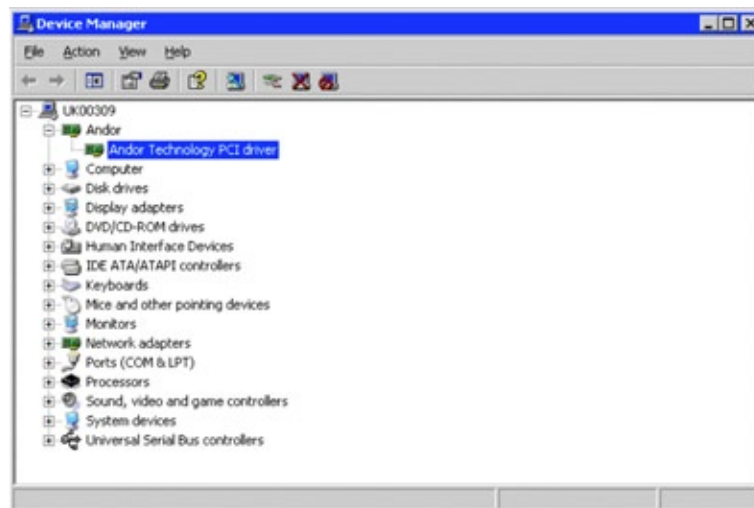 Device Manager
File Action View Help
UK00309
Andor
Andor Technology PCI driver
Computer
Disk drives
Display adapters
DVD/CD-ROM drives
Human Interface Devices
IDE ATA/ATAPI controllers
Keyboards
Mice and other pointing devices
Monitors
Network adapters
Ports (COM & LPT)
Processors
Sound, video and game controllers
System devices
Universal Serial Bus controllers